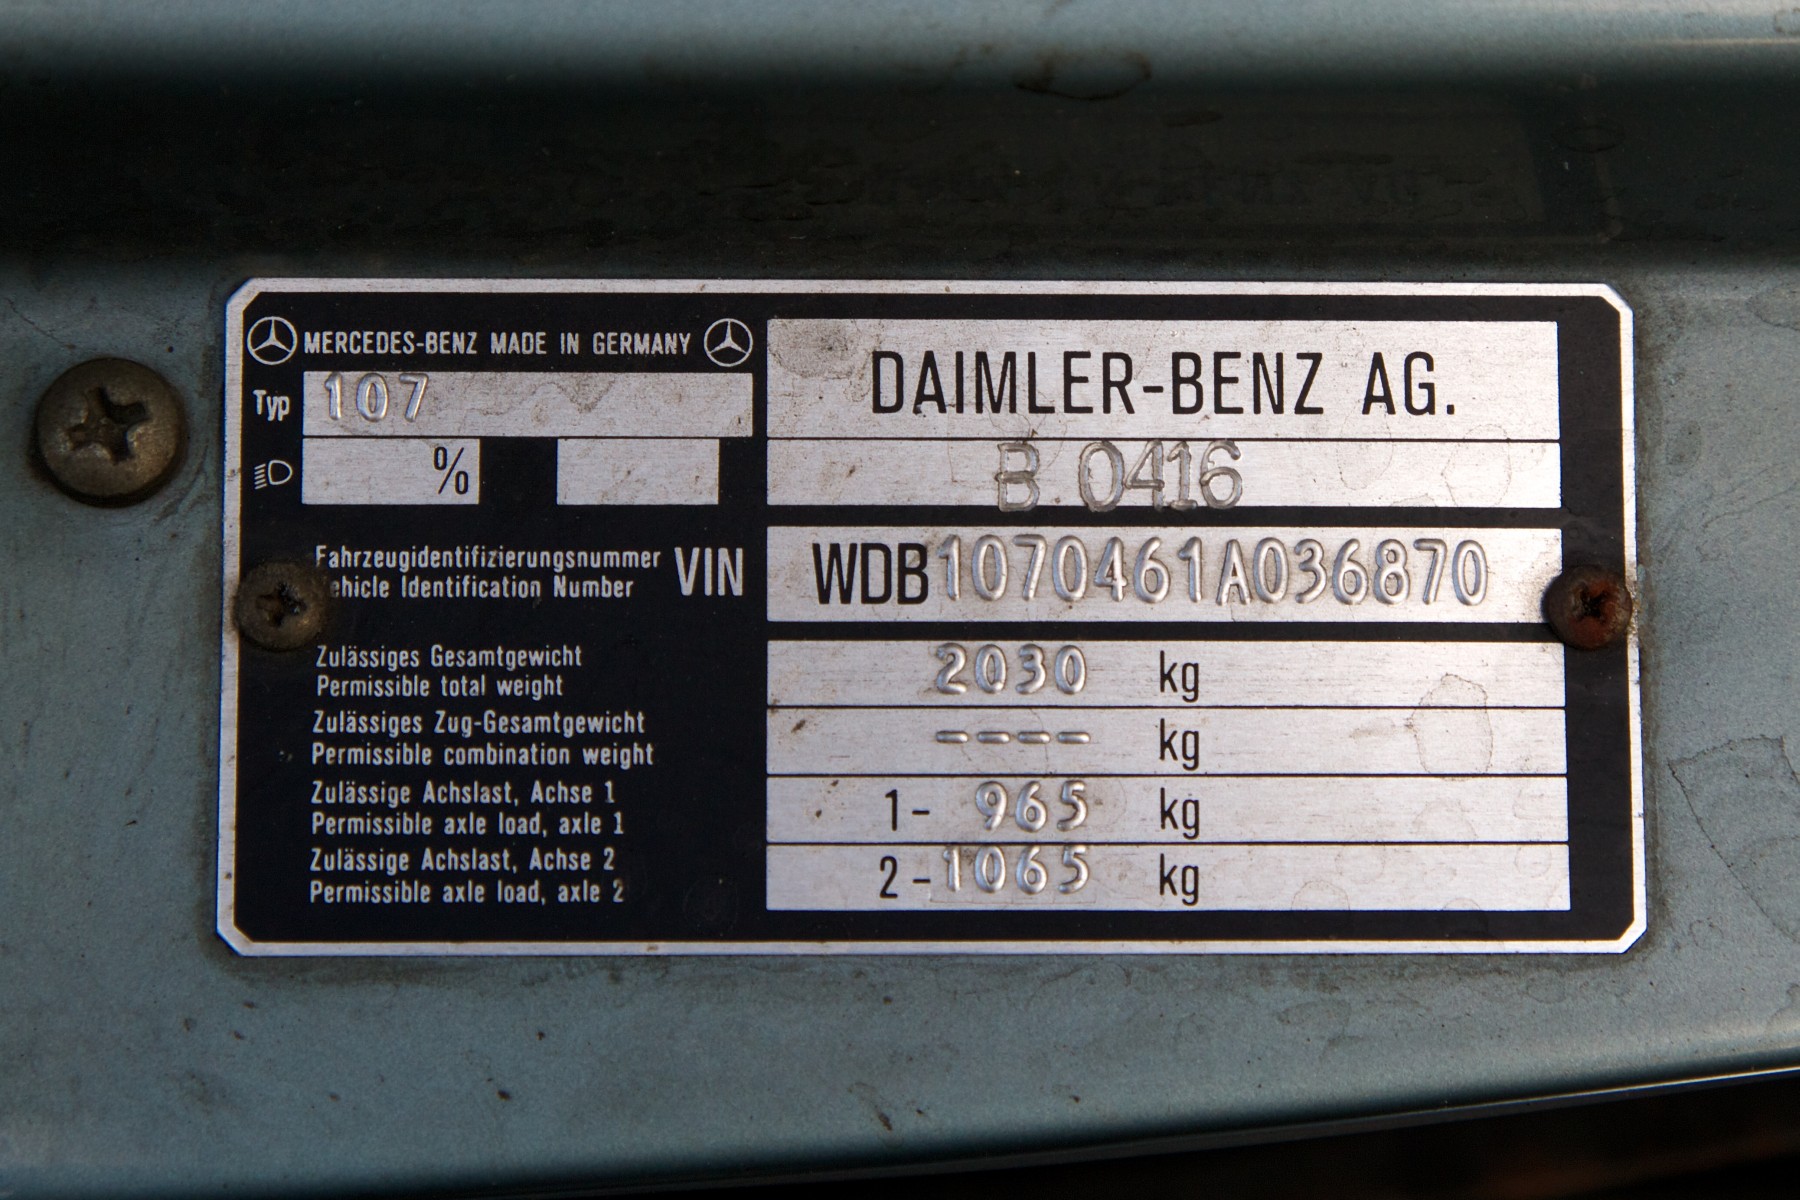 MERCEDES-BENZ MADE IN GERMANY
Typ 107
%
DAIMLER-BENZ AG.
B 0416
Fahrzeugidentifizierungsnummer
ehicle Identification Number
VIN WDB1070461A036870
Zulässiges Gesamtgewicht
Permissible total weight
2030 kg
Zulässiges Zug-Gesamtgewicht
Permissible combination weight
---- kg
Zulässige Achslast, Achse 1
Permissible axle load, axle 1
1- 965 kg
Zulässige Achslast, Achse 2
Permissible axle load, axle 2
2-1065 kg